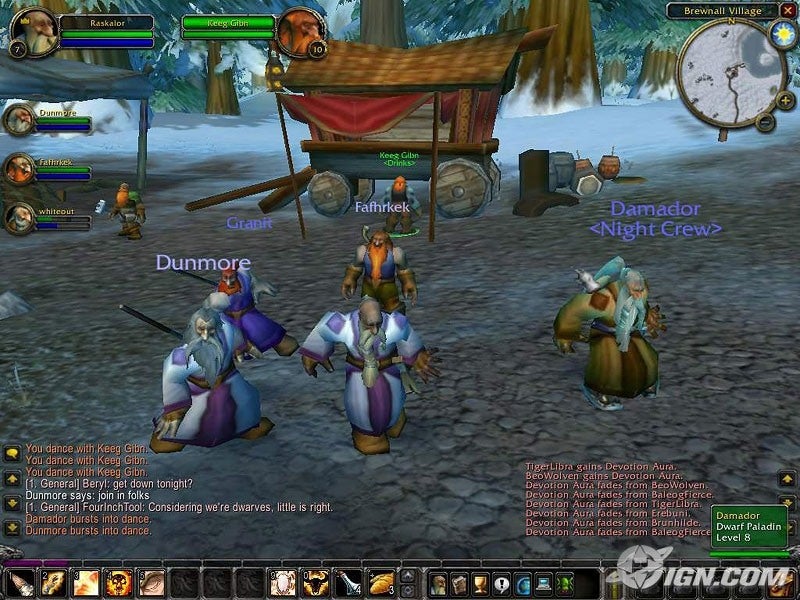 Raskalor
7
Keeg Gibn
10
Brewnall Village
N
Dunmore
Fafhrkek
whiteout
Keeg Gibn
<Drinks>
Granit
Fafhrkek
Damador
<Night Crew>
Dunmore
You dance with Keeg Gibn.
You dance with Keeg Gibn.
You dance with Keeg Gibn.
[1. General] Beryl: get down tonight?
Dunmore says: join in folks
[1. General] FourInchTool: Considering we're dwarves, little is right.
Damador bursts into dance.
Dunmore bursts into dance.
TigerLibra gains Devotion Aura.
BeoWolven gains Devotion Aura.
Devotion Aura fades from BeoWolven.
Devotion Aura fades from BaleogFierce.
Devotion Aura fades from TigerLibra.
Devotion Aura fades from Erebuni.
Devotion Aura fades from Brunhilde.
Devotion Aura fades from BaleogFierce
Damador
Dwarf Paladin
Level 8
IGN.COM